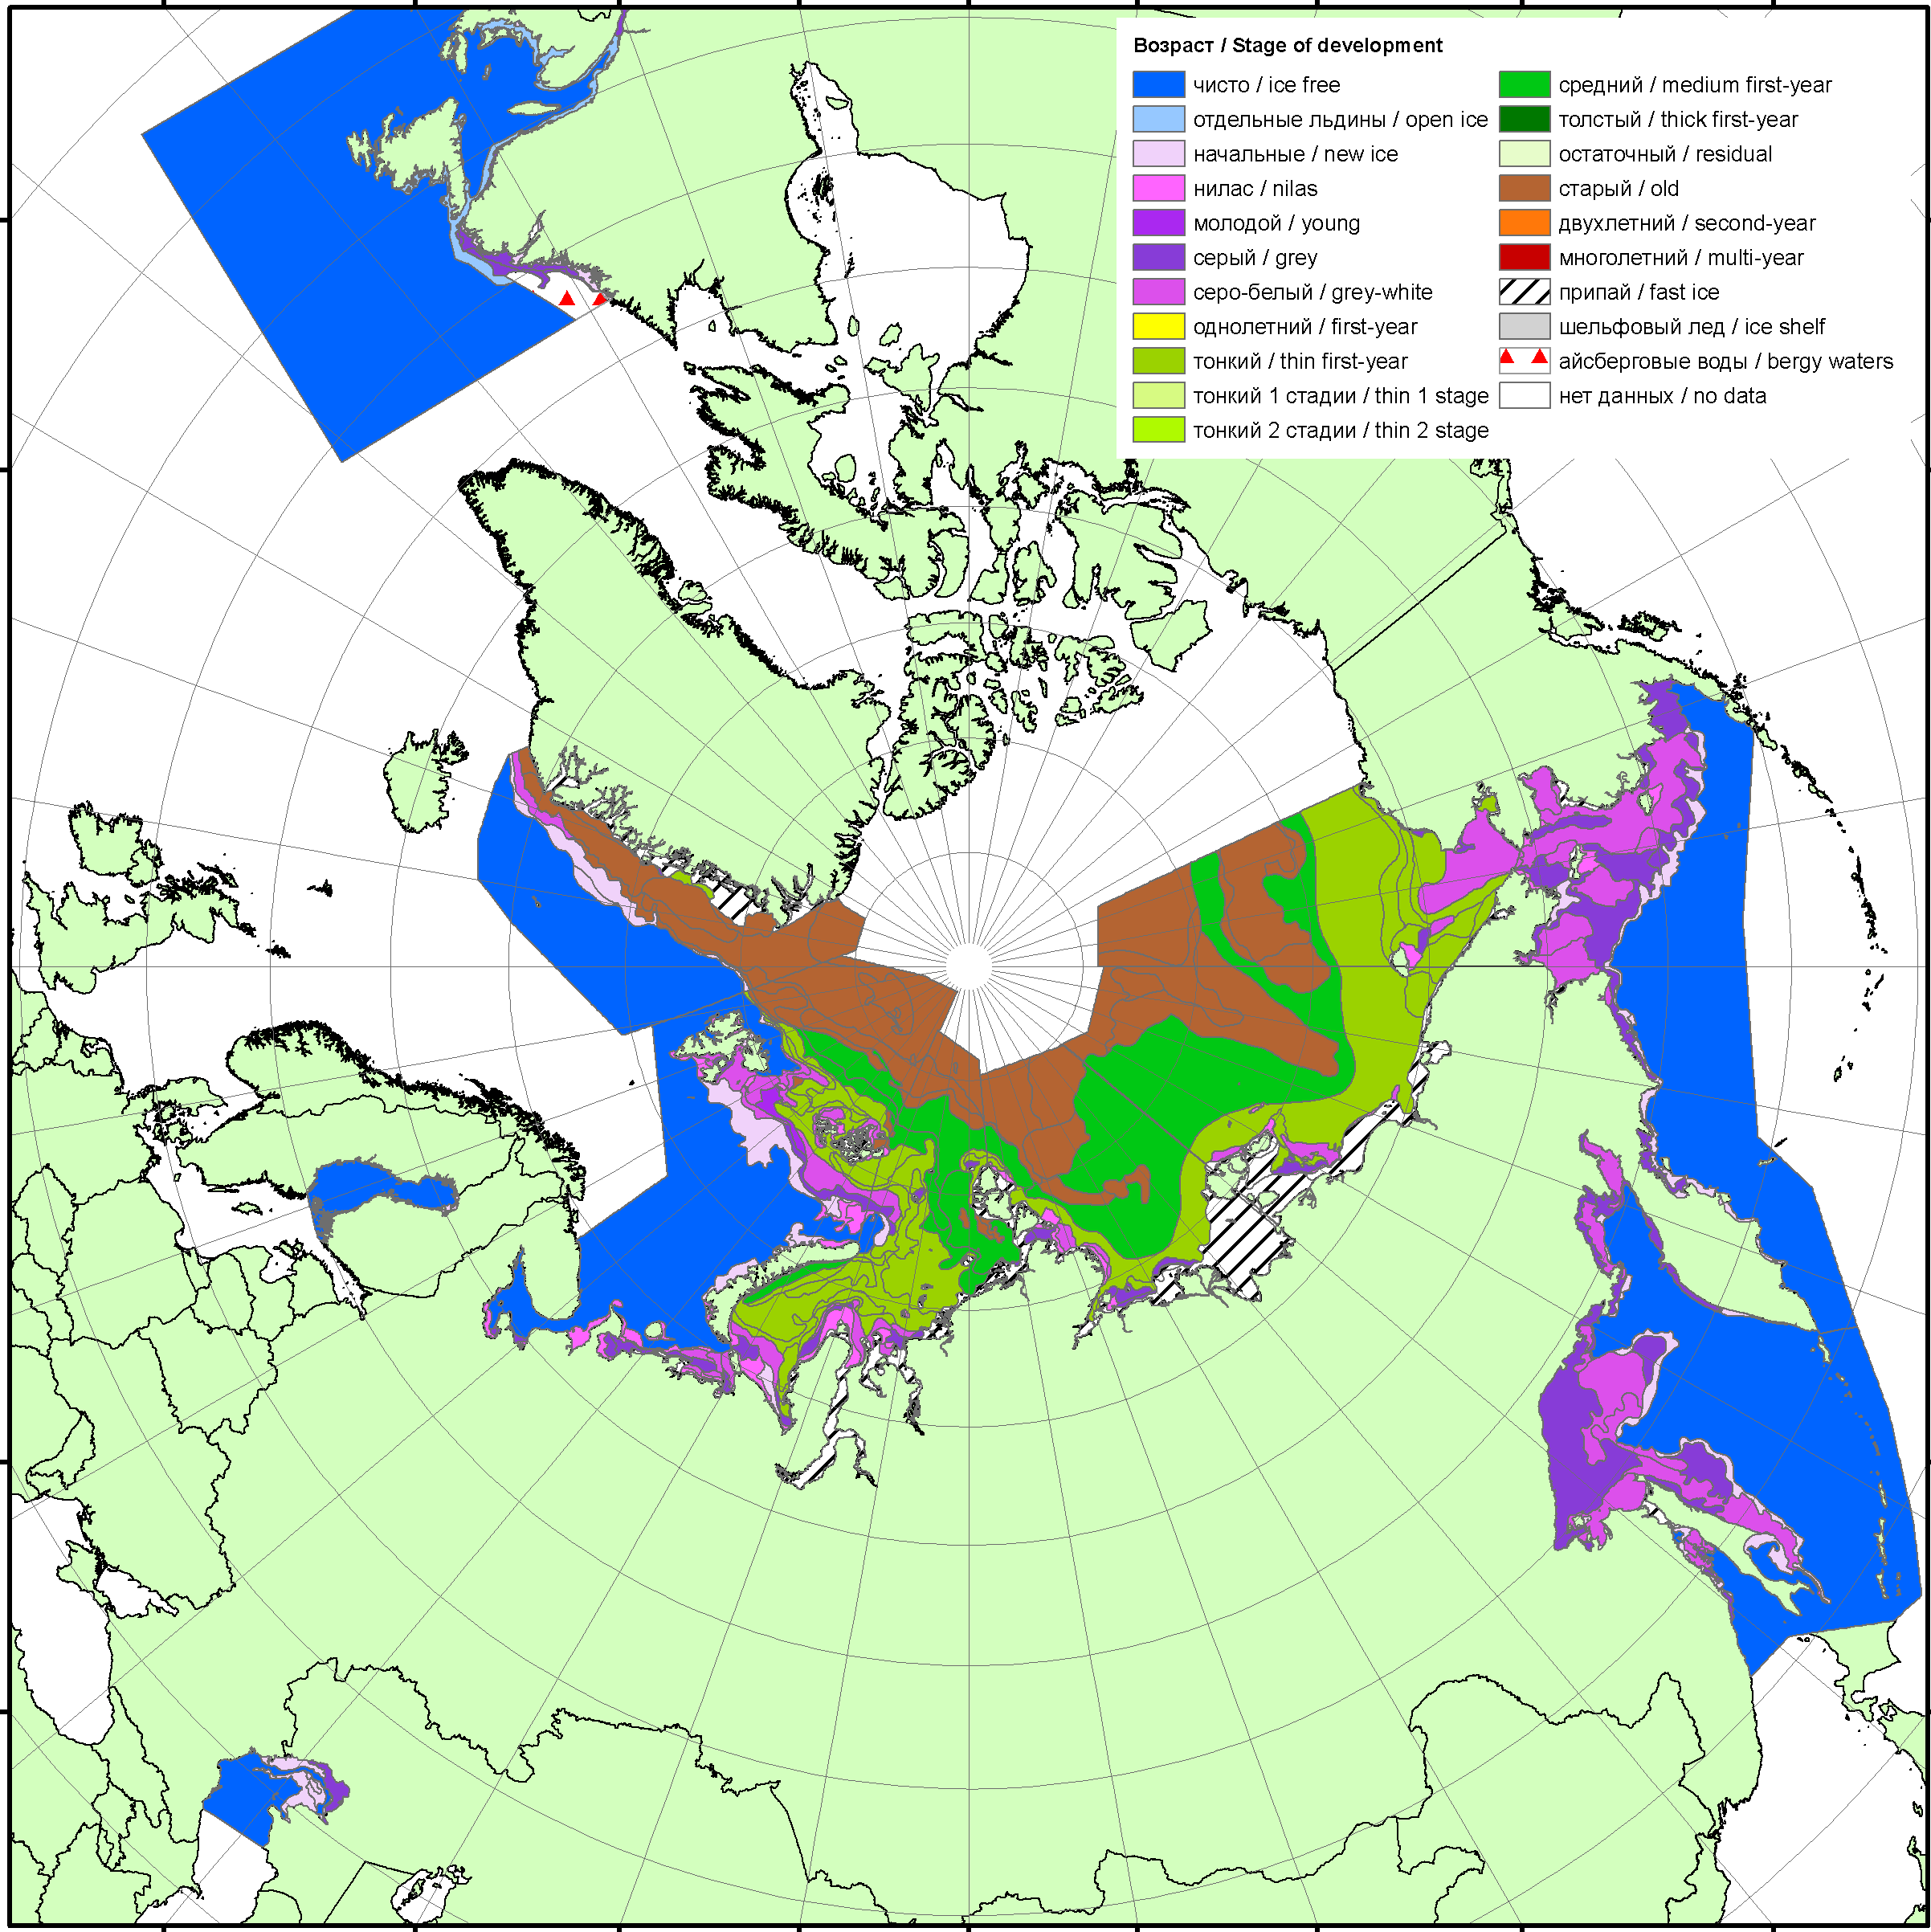 Возраст / Stage of development
чисто / ice free
отдельные льдины / open ice
начальные / new ice
нилас / nilas
молодой / young
серый / grey
серо-белый / grey-white
однолетний / first-year
тонкий / thin first-year
тонкий 1 стадии / thin 1 stage
тонкий 2 стадии / thin 2 stage
средний / medium first-year
толстый / thick first-year
остаточный / residual
старый / old
двухлетний / second-year
многолетний / multi-year
припай / fast ice
шельфовый лед / ice shelf
айсберговые воды / bergy waters
нет данных / no data